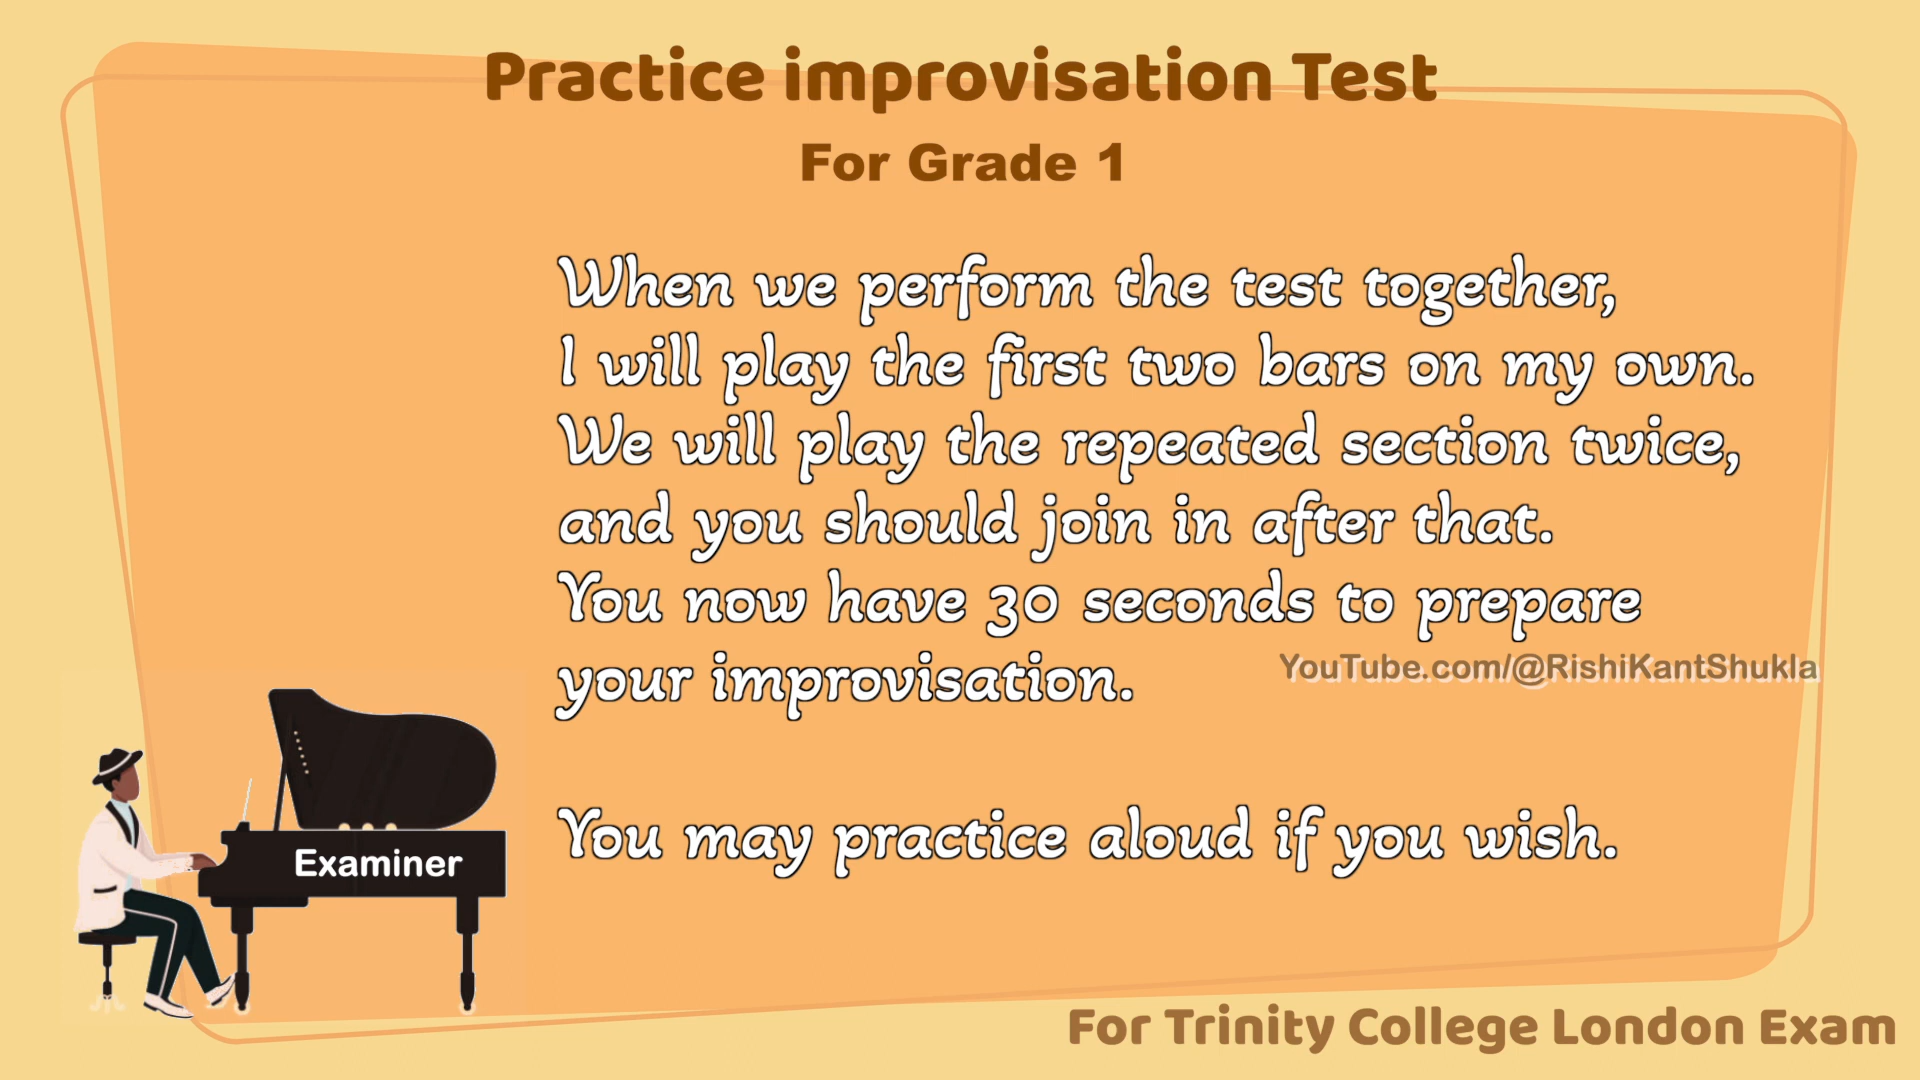 Practice improvisation Test
For Grade 1
When we perform the test together,
I will play the first two bars on my own.
We will play the repeated section twice,
and you should join in after that.
You now have 30 seconds to prepare
your improvisation.
YouTube.com/@RishiKantShukla
You may practice aloud if you wish.
Examiner
For Trinity College London Exam